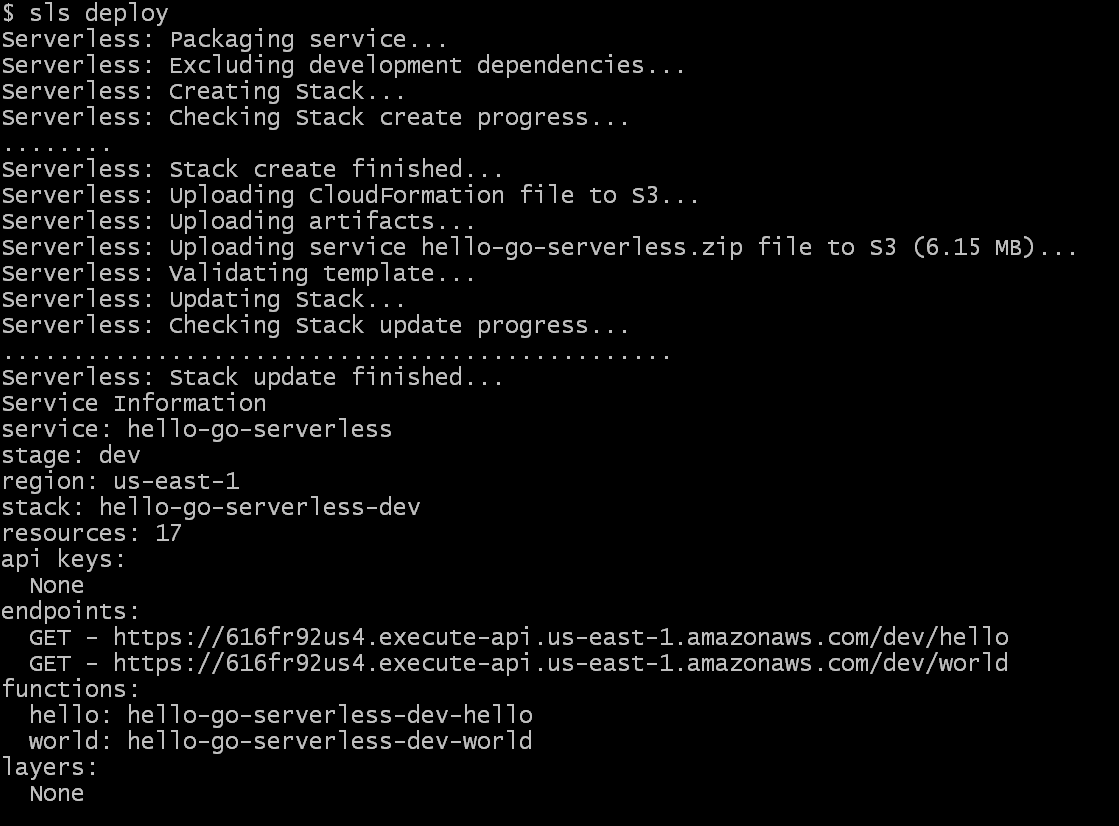 $ sls deploy
Serverless: Packaging service...
Serverless: Excluding development dependencies...
Serverless: Creating Stack...
Serverless: Checking Stack create progress...
........
Serverless: Stack create finished...
Serverless: Uploading CloudFormation file to S3...
Serverless: Uploading artifacts...
Serverless: Uploading service hello-go-serverless.zip file to S3 (6.15 MB)...
Serverless: Validating template...
Serverless: Updating Stack...
Serverless: Checking Stack update progress...
................................................
Serverless: Stack update finished...
Service Information
service: hello-go-serverless
stage: dev
region: us-east-1
stack: hello-go-serverless-dev
resources: 17
api keys:
  None
endpoints:
  GET - https://616fr92us4.execute-api.us-east-1.amazonaws.com/dev/hello
  GET - https://616fr92us4.execute-api.us-east-1.amazonaws.com/dev/world
functions:
  hello: hello-go-serverless-dev-hello
  world: hello-go-serverless-dev-world
layers:
  None